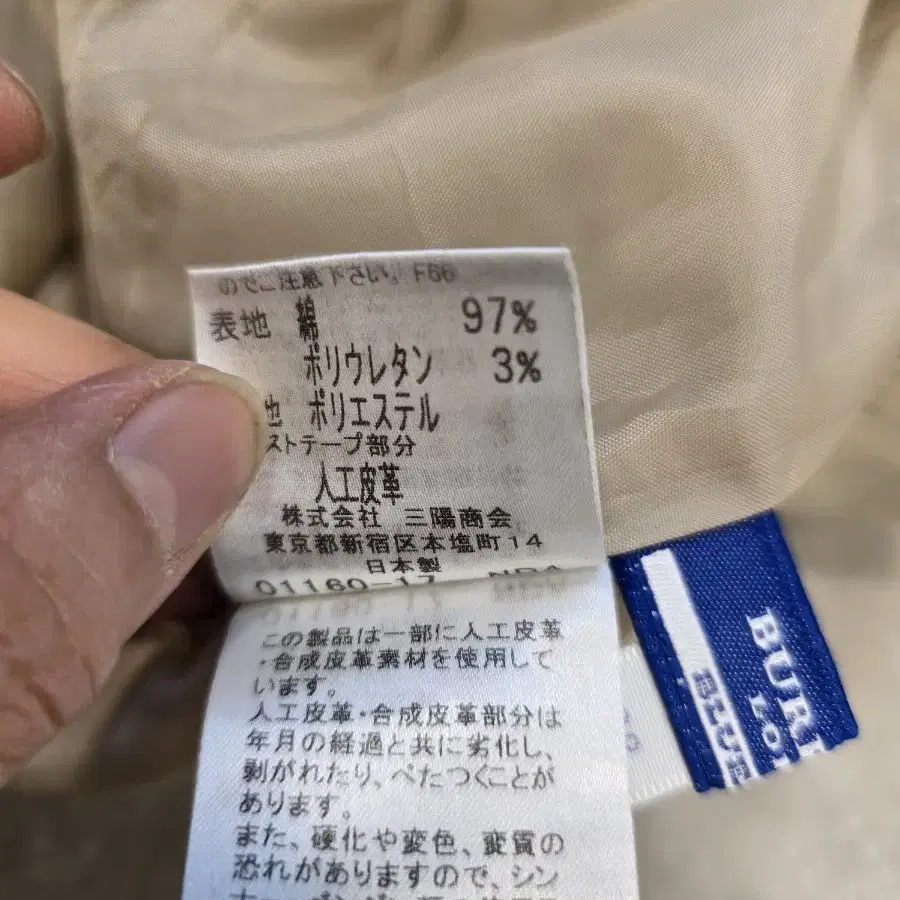 のでご注意下さい。F66
表地 綿 97%
ポリウレタン 3%
地 ポリエステル
ストテープ部分
人工皮革
株式会社 三陽商会
東京都新宿区本塩町14
日本製
01160-17
この製品は一部に人工皮革
・合成皮革素材を使用して
います。
人工皮革・合成皮革部分は
年月の経過と共に劣化し、
剥がれたり、べたつくことが
あります。
また、硬化や変色、変質の
恐れがありますので、シン
BUR
LO
BLUE